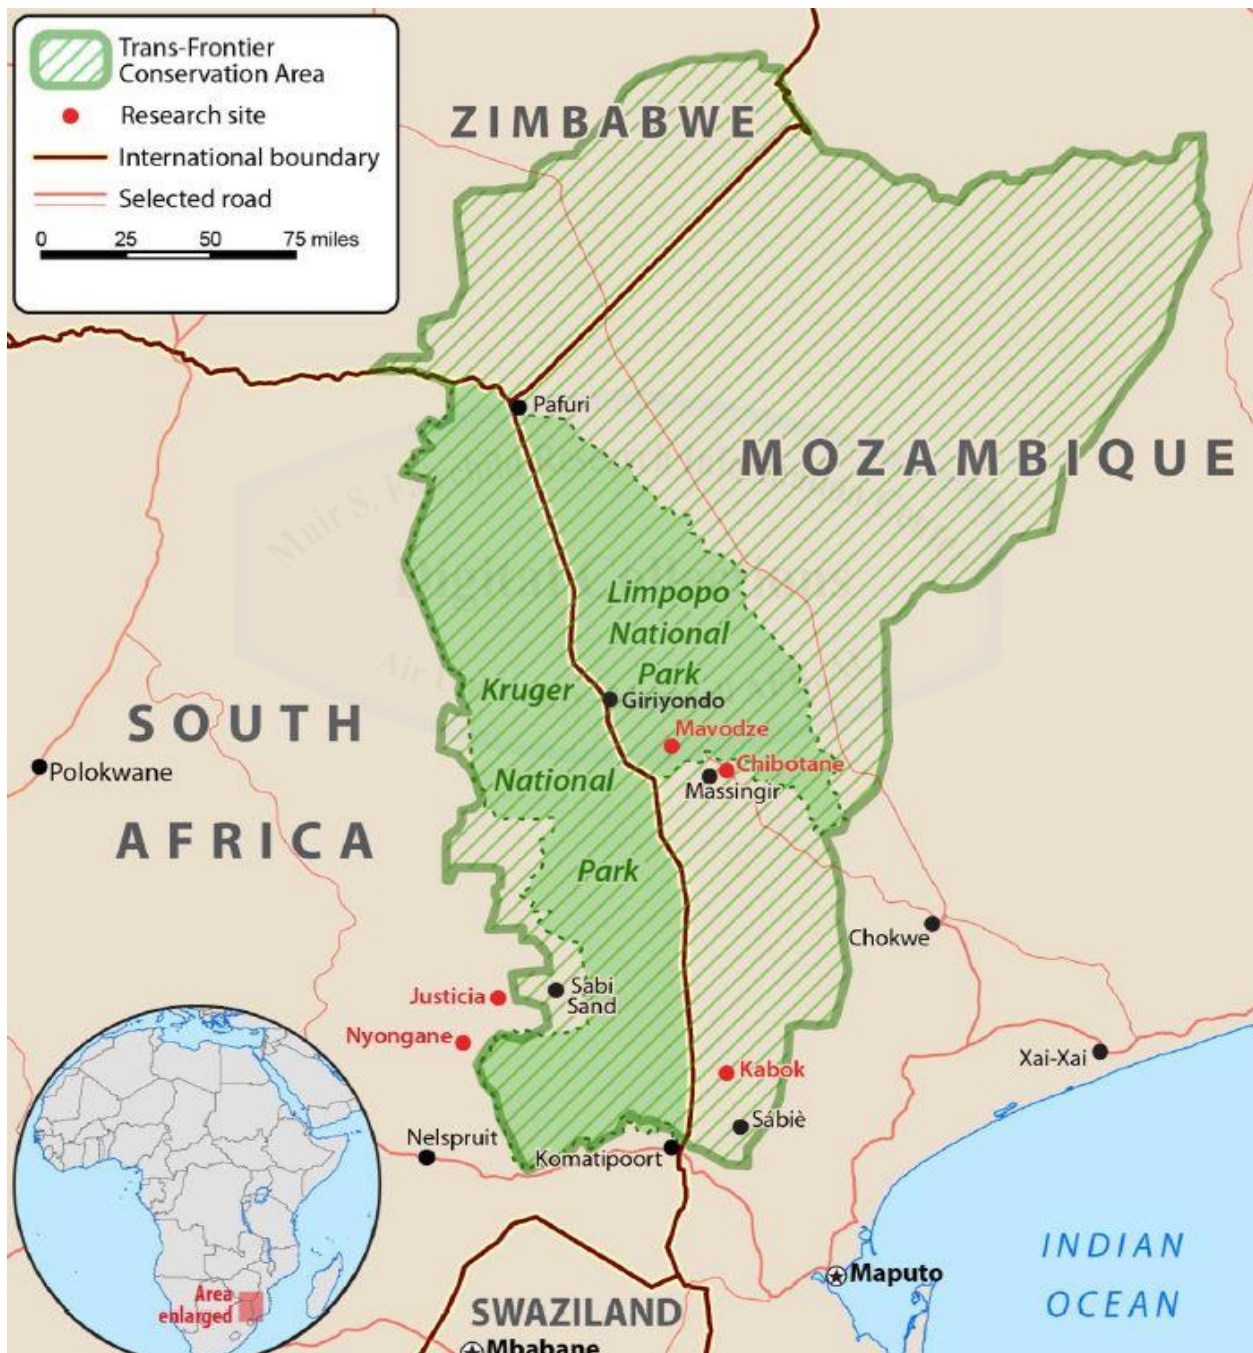 Trans-Frontier
Conservation Area
Research site
International boundary
Selected road
0 25 50 75 miles
ZIMBABWE
Pafuri
MOZAMBIQUE
Muir S.
Limpopo
National
Park
Air
Kruger
Giriyondo
SOUTH
Mavodze
Polokwane
Chibotane
National
Massingir
AFRICA
Park
Chokwe
Justicia
Sabi
Sand
Nyongane
Xai-Xai
Kabok
Sábiè
Nelspruit
Komatipoort
INDIAN
OCEAN
Maputo
Area
enlarged
SWAZILAND
Mbabane